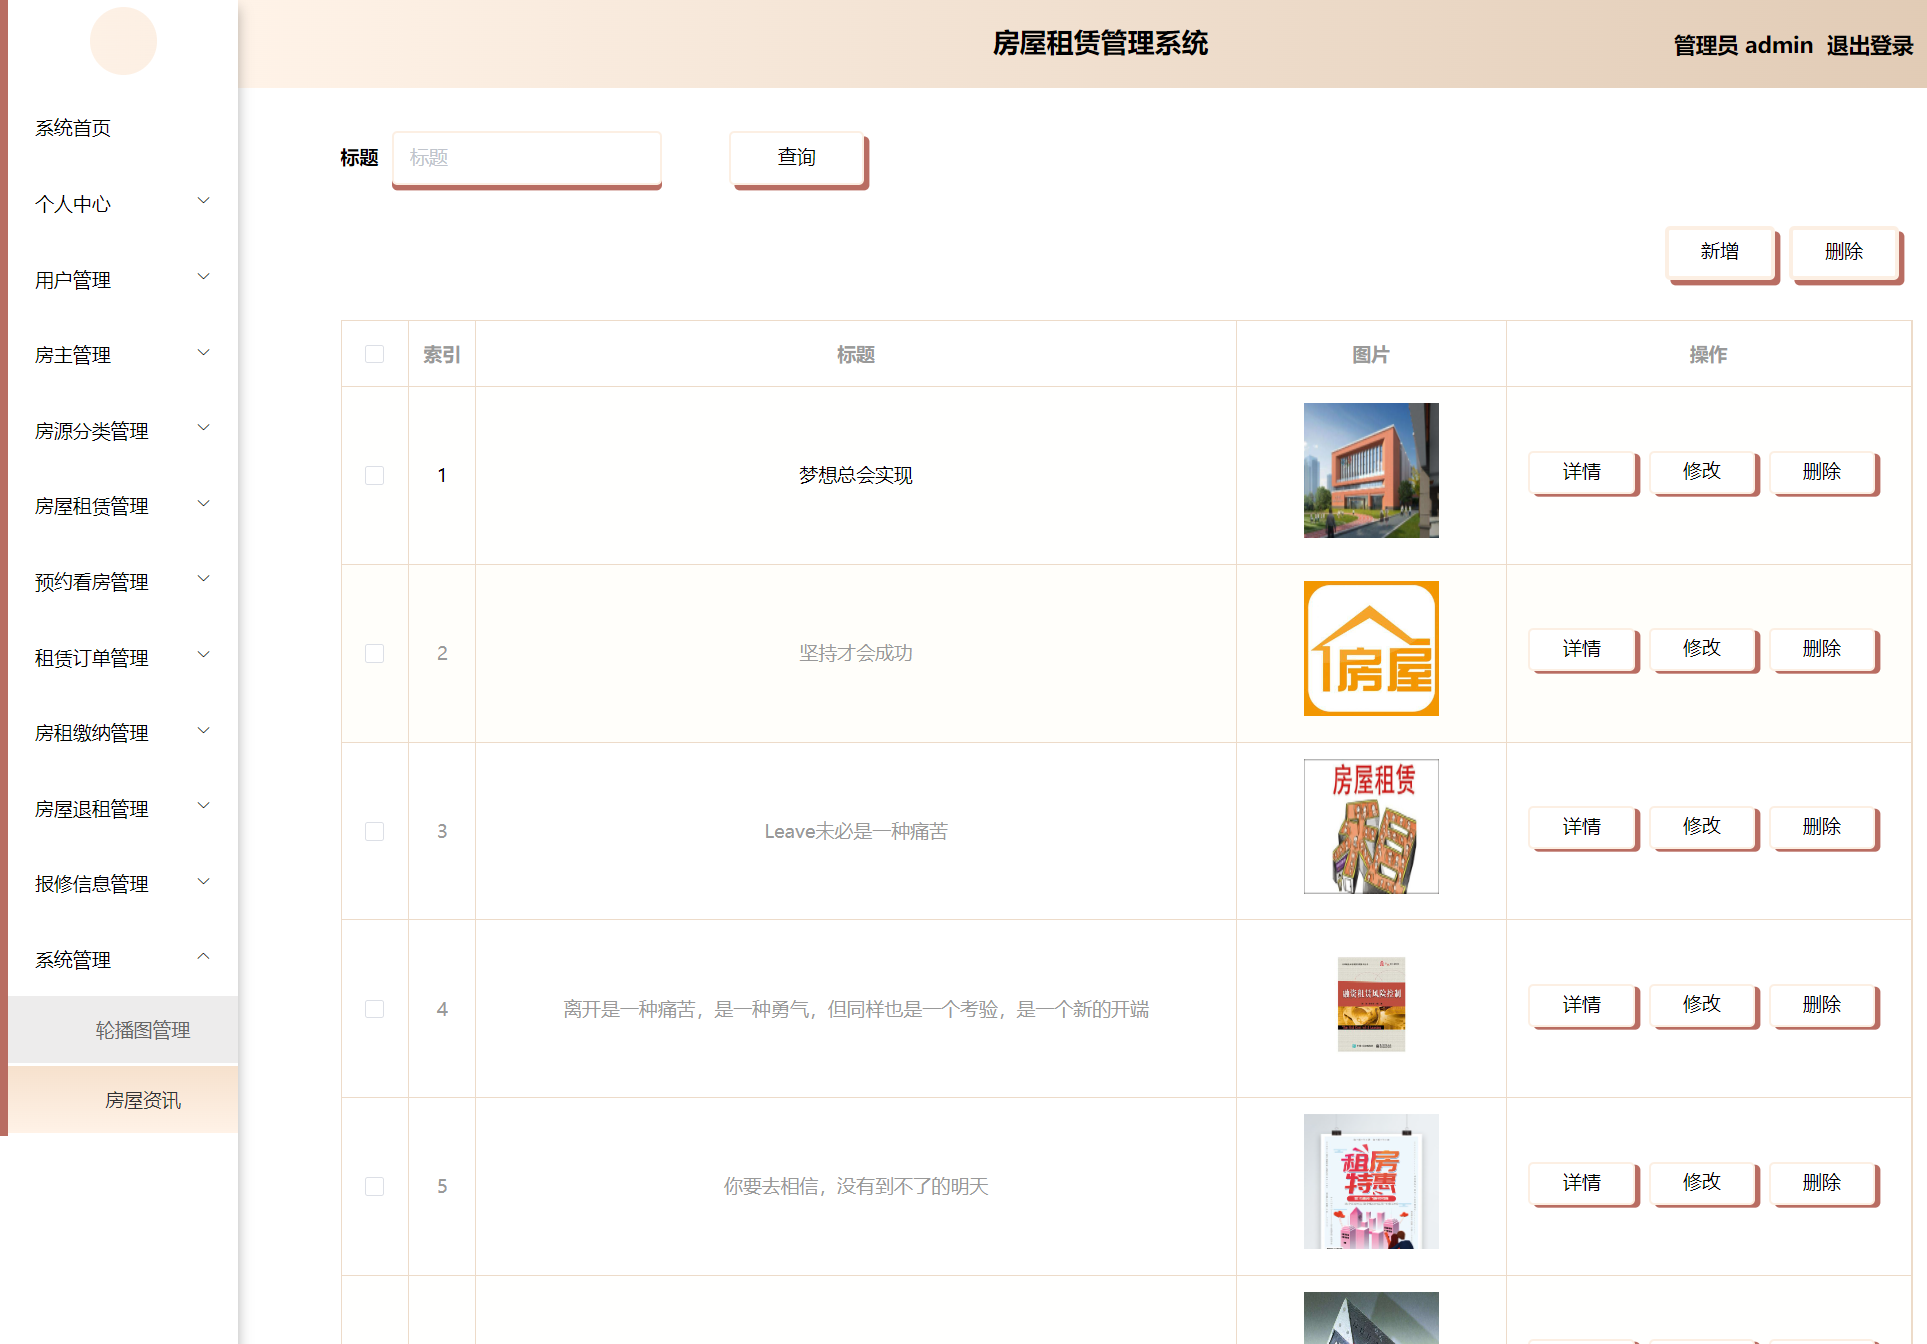 房屋租赁管理系统
管理员 admin 退出登录
系统首页
个人中心
用户管理
房主管理
房源分类管理
房屋租赁管理
预约看房管理
租赁订单管理
房租缴纳管理
房屋退租管理
报修信息管理
系统管理
轮播图管理
房屋资讯
标题 标题 查询
新增 删除
索引 标题 图片 操作
1 梦想总会实现 详情 修改 删除
2 坚持才会成功 房屋 详情 修改 删除
房屋租赁
3 Leave未必是一种痛苦 详情 修改 删除
融资租赁风险控制
4 离开是一种痛苦，是一种勇气，但同样也是一个考验，是一个新的开端 详情 修改 删除
租房
特惠
5 你要去相信，没有到不了的明天 详情 修改 删除